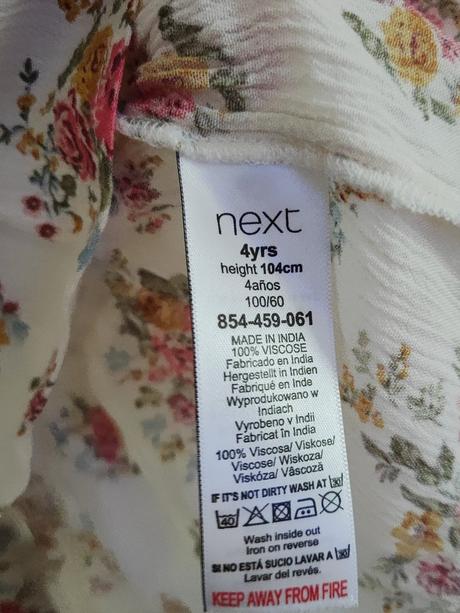 next
4yrs
height 104cm
4años
100/60
854-459-061
MADE IN INDIA
100% VISCOSE
Fabricado en India
Hergestellt in Indien
Fabriqué en Inde
Wyprodukowano w
Indiach
Vyrobeno v Indii
Fabricat în India
100% Viscosa/ Viskose/
Viscose/ Wiskoza/
Viskóza/ Vâscoză
IF IT'S NOT DIRTY WASH AT 30
40
Wash inside out
Iron on reverse
SI NO ESTÁ SUCIO LAVAR A 30
Lavar del revés.
KEEP AWAY FROM FIRE